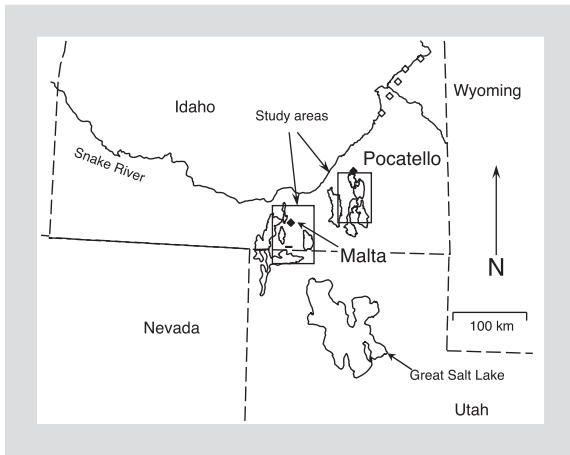 Wyoming
Idaho
Study areas
Pocatello
Snake River
Malta
N
100 km
Nevada
Great Salt Lake
Utah